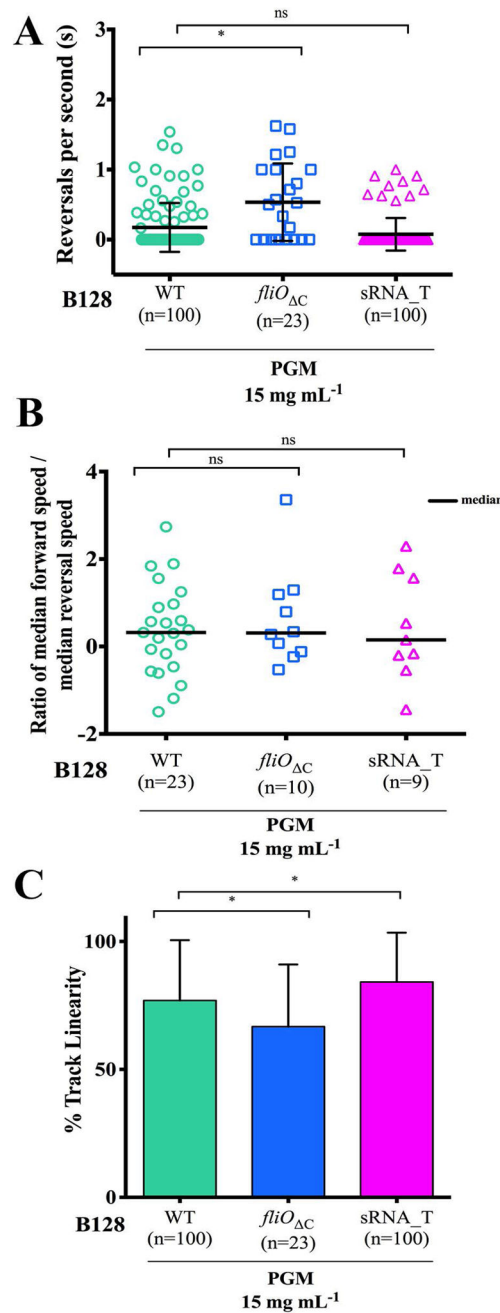 A
ns
*
Reversals per second (s)
3
2
1
0
B128
WT
(n=100)
fliOΔC
(n=23)
sRNA_T
(n=100)
PGM
15 mg mL-1
B
ns
ns
Ratio of median forward speed /
median reversal speed
4
2
0
-2
median
B128
WT
(n=23)
fliOΔC
(n=10)
sRNA_T
(n=9)
PGM
15 mg mL-1
C
*
*
% Track Linearity
100
50
0
B128
WT
(n=100)
fliOΔC
(n=23)
sRNA_T
(n=100)
PGM
15 mg mL-1